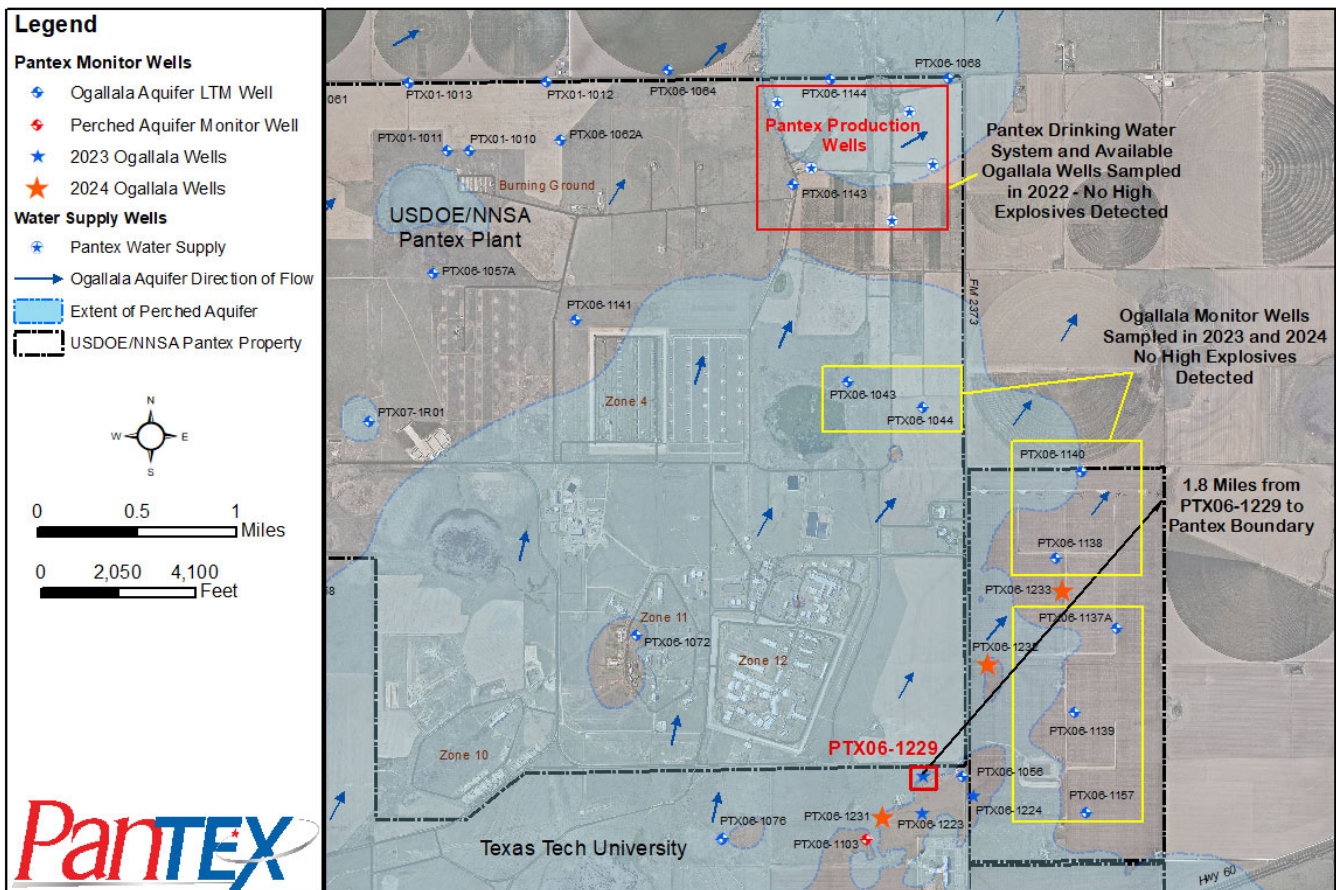 Legend
Pantex Monitor Wells
Ogallala Aquifer LTM Well
Perched Aquifer Monitor Well
2023 Ogallala Wells
2024 Ogallala Wells
Water Supply Wells
Pantex Water Supply
Ogallala Aquifer Direction of Flow
Extent of Perched Aquifer
USDOE/NNSA Pantex Property
N
W
E
S
0
0.5
1
Miles
0
2,050
4,100
Feet
PANTEX
1061
PTX01-1013
PTX01-1012
PTX06-1064
PTX06-1144
PTX06-1068
PTX01-1011
PTX01-1010
PTX06-1062A
Pantex Production
Wells
Pantex Drinking Water
System and Available
Ogallala Wells Sampled
in 2022 - No High
Explosives Detected
Burning Ground
PTX06-1143
USDOE/NNSA
Pantex Plant
PTX06-1057A
PTX06-1141
FM 2373
Ogallala Monitor Wells
Sampled in 2023 and 2024
No High Explosives
Detected
Zone 4
PTX06-1043
PTX06-1044
PTX07-1R01
PTX06-1140
1.8 Miles from
PTX06-1229 to
Pantex Boundary
PTX06-1138
58
PTX06-1233
Zone 11
PTX06-1072
PTX06-1137A
PTX06-1232
Zone 12
PTX06-1139
Zone 10
PTX06-1229
PTX06-1056
PTX06-1157
PTX06-1224
PTX06-1231
PTX06-1223
PTX06-1076
PTX06-1103
Texas Tech University
Hwy 60